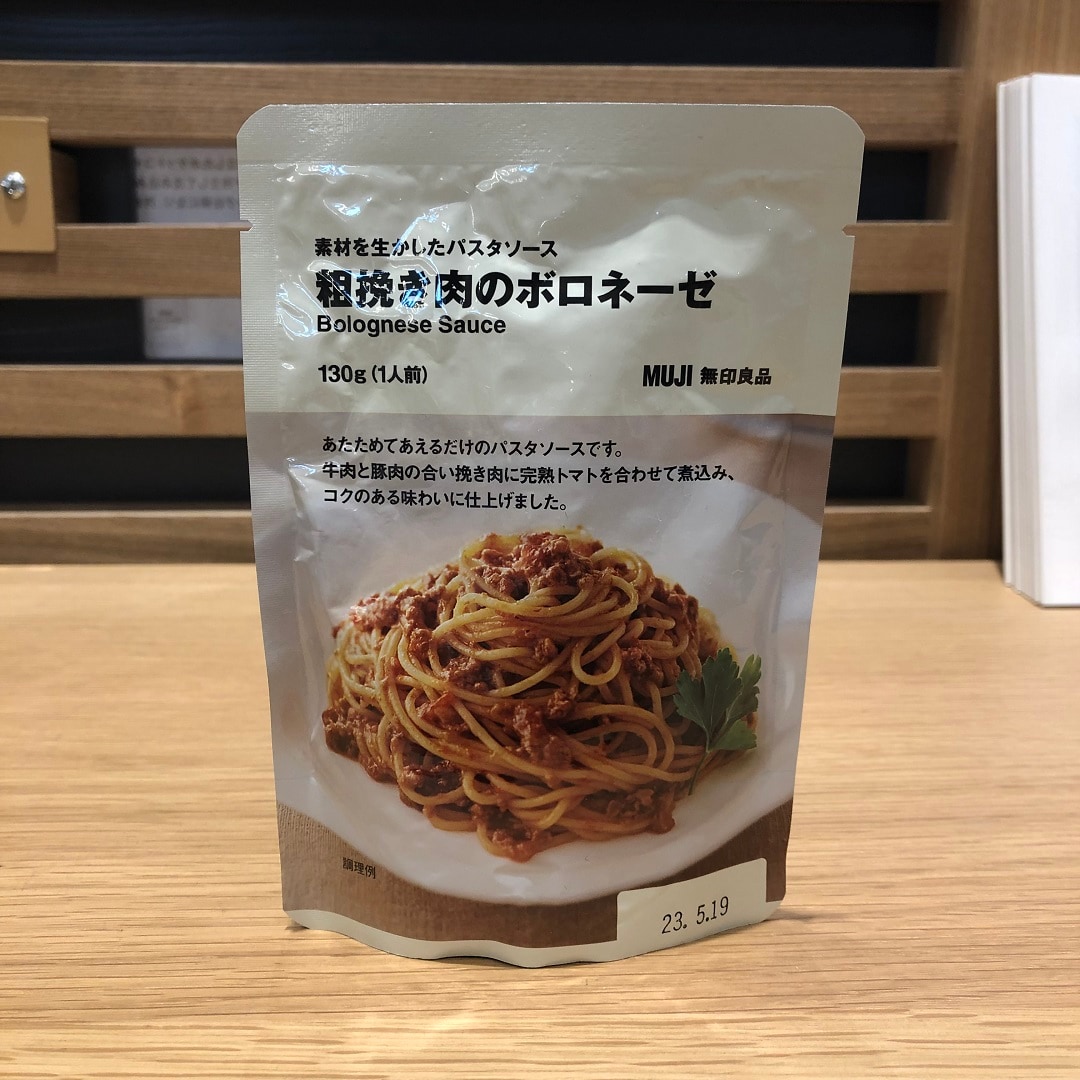 素材を生かしたパスタソース
粗挽き肉のボロネーゼ
Bolognese Sauce
130g（1人前）
MUJI 無印良品
あたためてあえるだけのパスタソースです。
牛肉と豚肉の合い挽き肉に完熟トマトを合わせて煮込み、
コクのある味わいに仕上げました。
調理例
23. 5.19